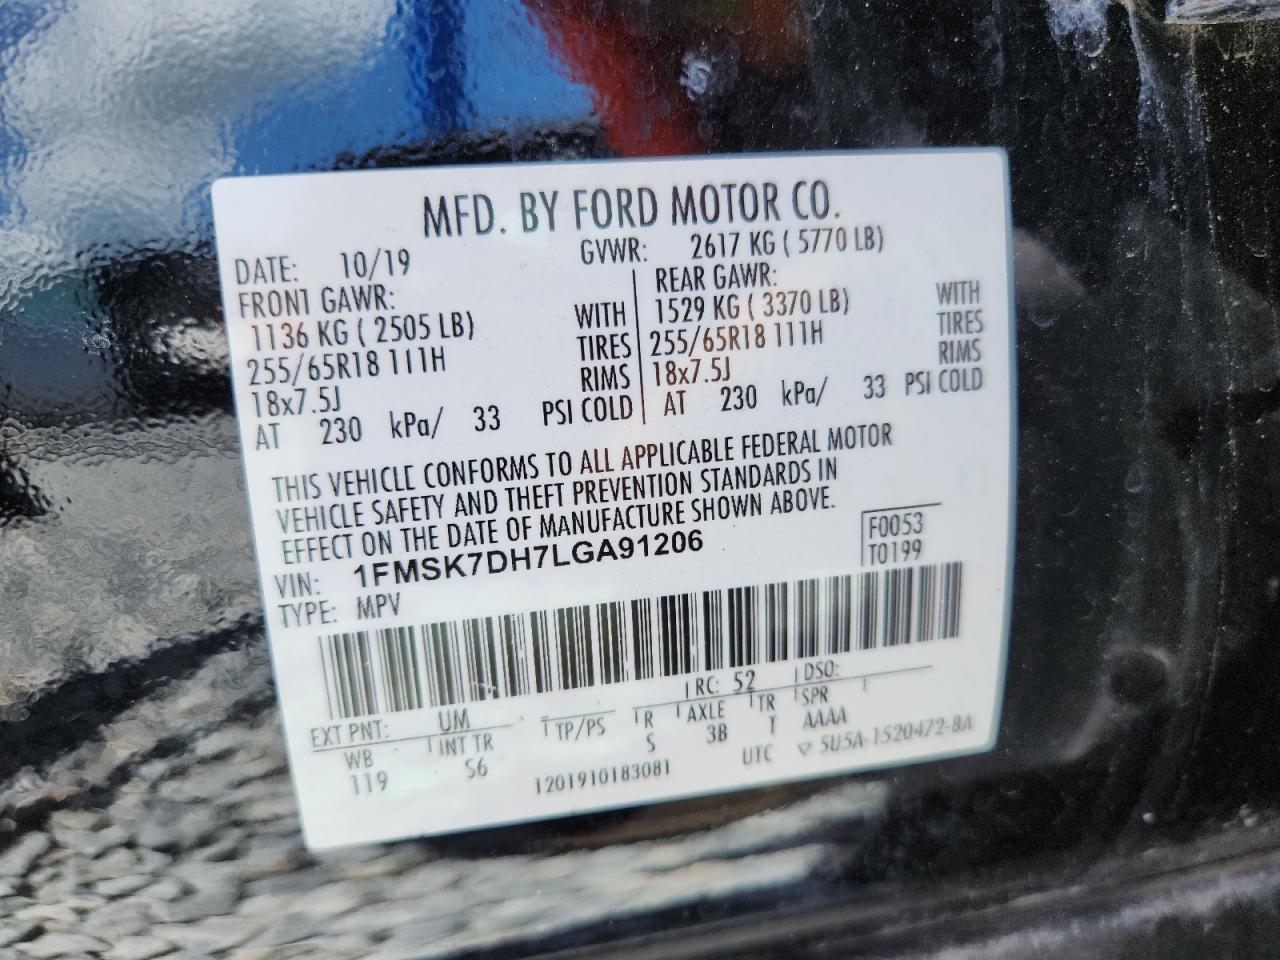 MFD. BY FORD MOTOR CO.
DATE: 10/19 GVWR: 2617 KG ( 5770 LB)
FRONT GAWR: REAR GAWR:
1136 KG ( 2505 LB) WITH 1529 KG ( 3370 LB) WITH
255/65R18 111H TIRES 255/65R18 111H TIRES
18x7.5J RIMS 18x7.5J RIMS
AT 230 kPa/ 33 PSI COLD AT 230 kPa/ 33 PSI COLD
THIS VEHICLE CONFORMS TO ALL APPLICABLE FEDERAL MOTOR
VEHICLE SAFETY AND THEFT PREVENTION STANDARDS IN
EFFECT ON THE DATE OF MANUFACTURE SHOWN ABOVE.
VIN: 1FMSK7DH7LGA91206 F0053
TYPE: MPV T0199
EXT PNT: UM RC: 52 DSO:
WB INT TR TP/PS R AXLE TR SPR
119 S6 S 3B T AAAA
1201910183081 UTC ▽ 5U5A-1520472-BA